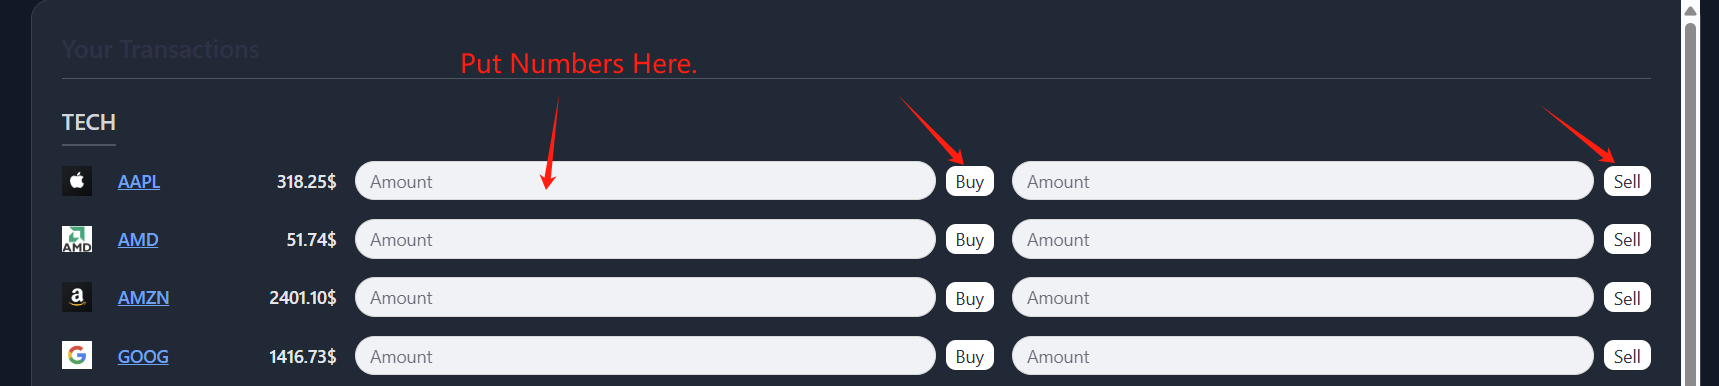 Your Transactions
Put Numbers Here.
TECH
AAPL 318.25$ Amount Buy Amount Sell
AMD AMD 51.74$ Amount Buy Amount Sell
a AMZN 2401.10$ Amount Buy Amount Sell
G GOOG 1416.73$ Amount Buy Amount Sell